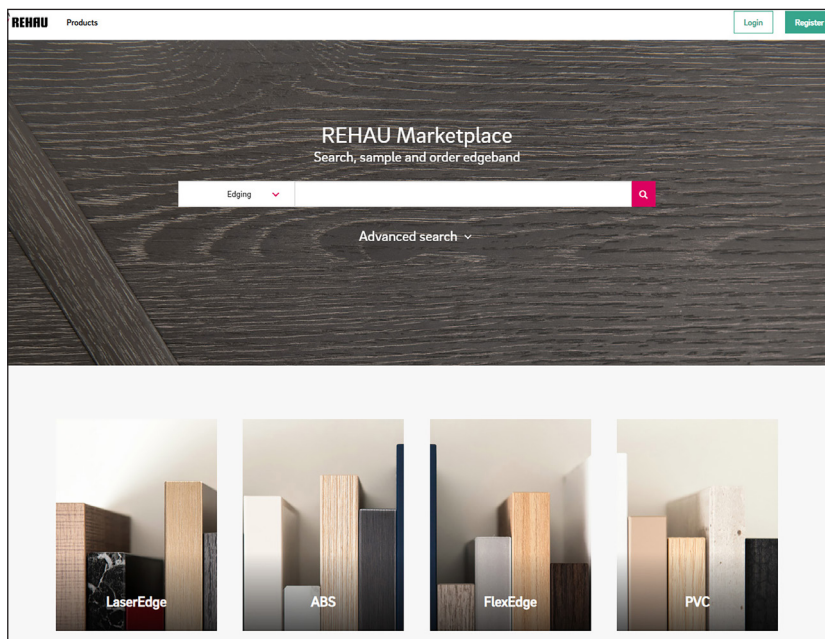 REHAU Products Login Register
REHAU Marketplace
Search, sample and order edgeband
Edging
Advanced search
LaserEdge ABS FlexEdge PVC